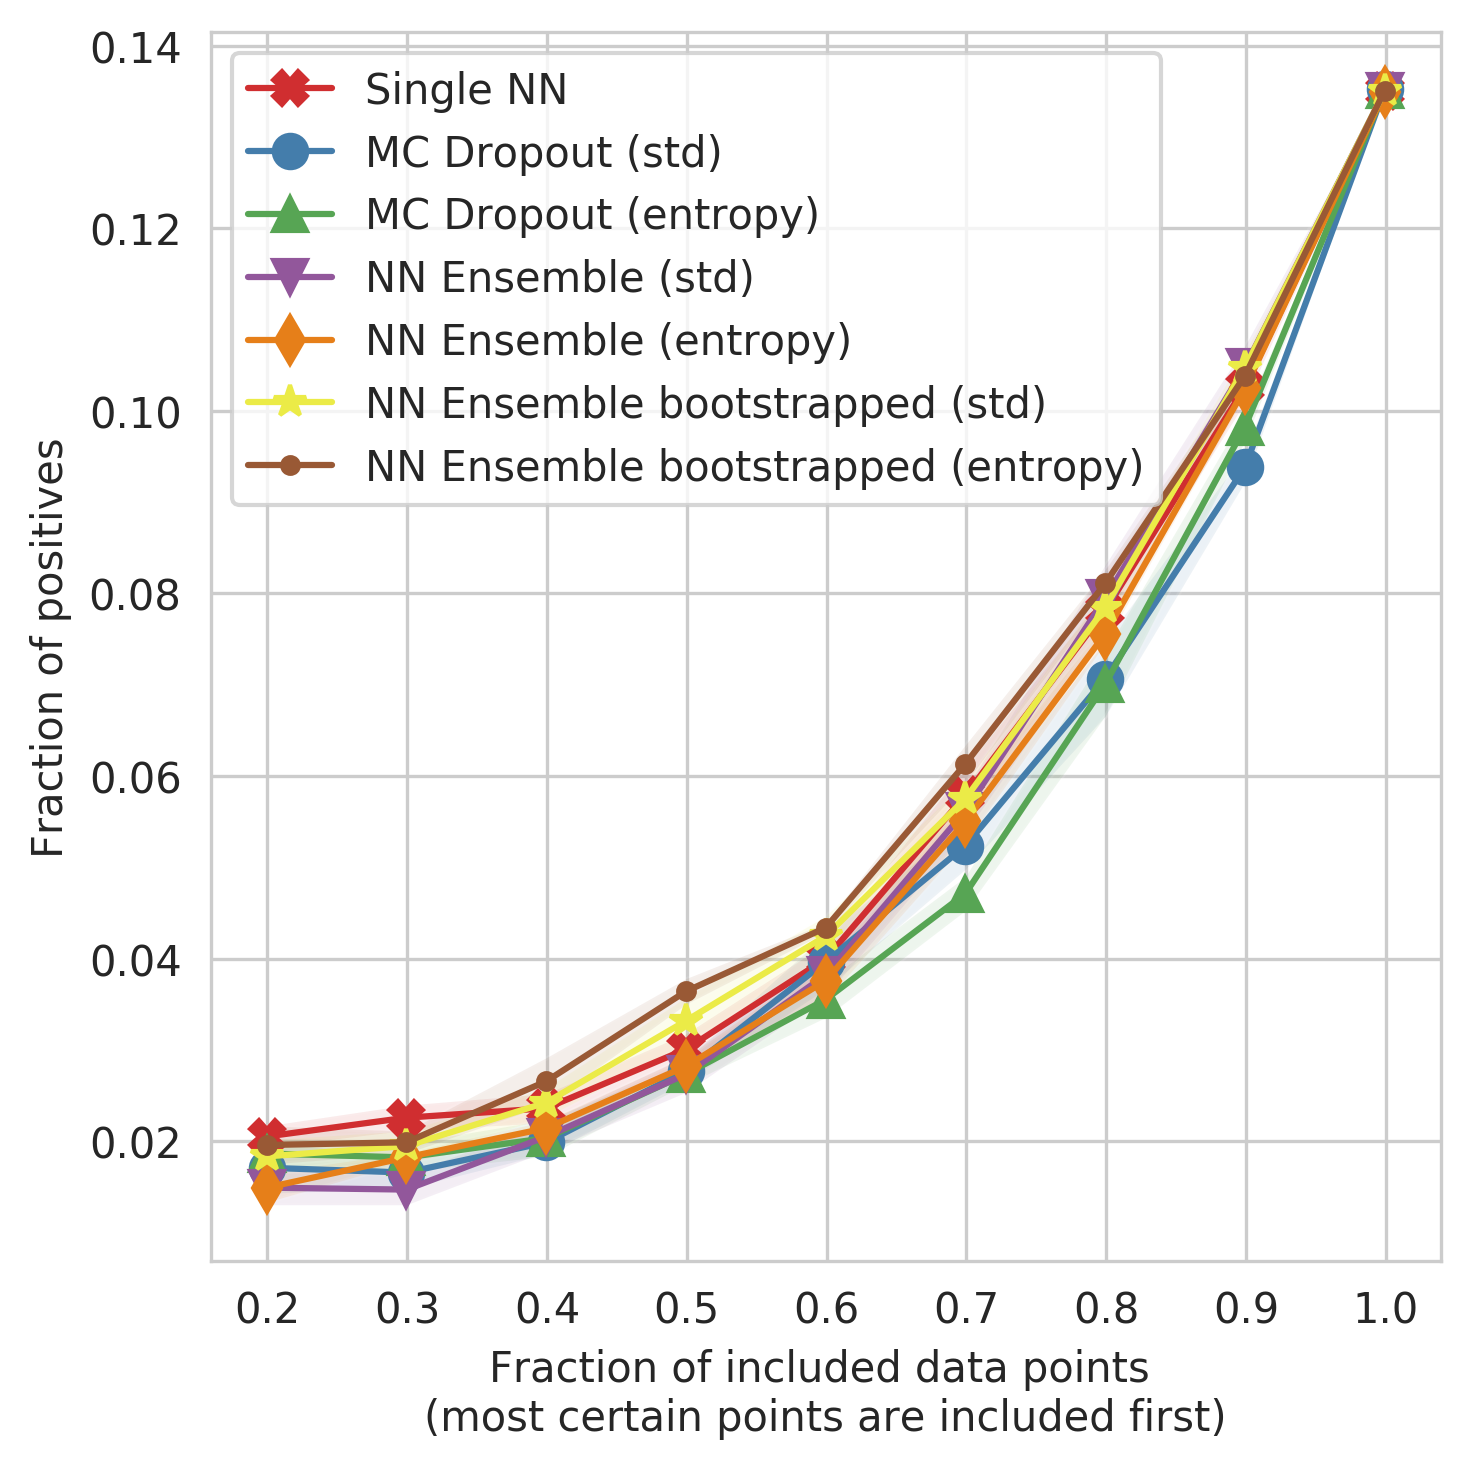 0.14
0.12
0.10
0.08
0.06
0.04
0.02
Fraction of positives
Single NN
MC Dropout (std)
MC Dropout (entropy)
NN Ensemble (std)
NN Ensemble (entropy)
NN Ensemble bootstrapped (std)
NN Ensemble bootstrapped (entropy)
0.2 0.3 0.4 0.5 0.6 0.7 0.8 0.9 1.0
Fraction of included data points
(most certain points are included first)